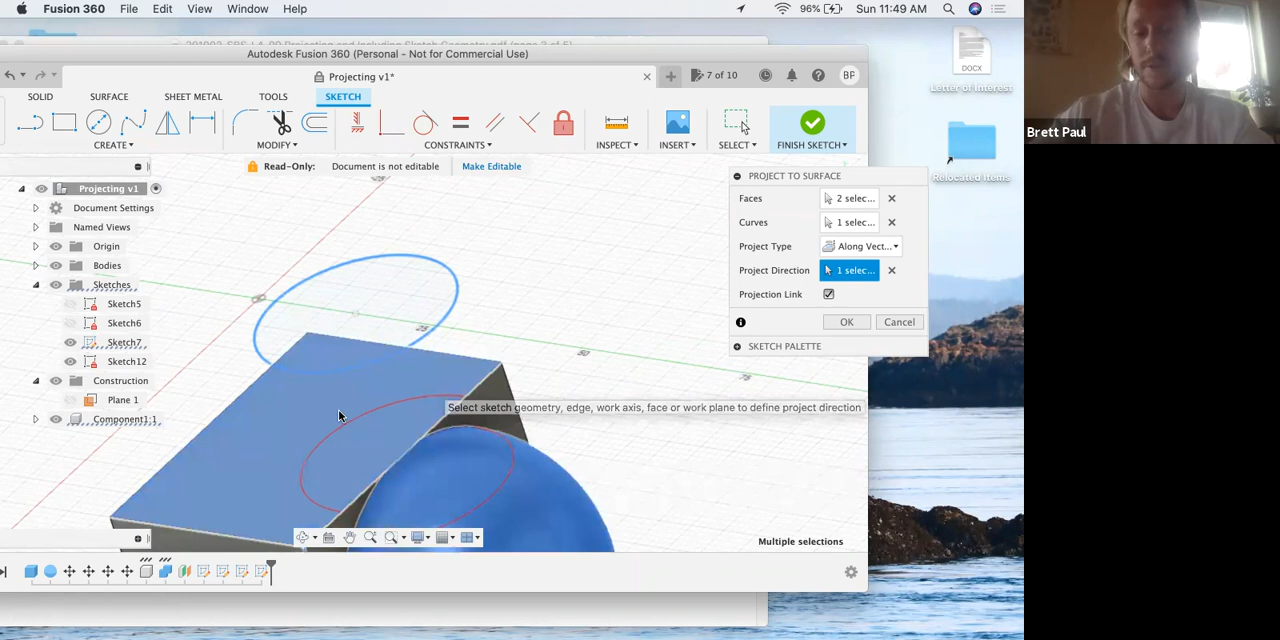 Fusion 360 File Edit View Window Help 96% Sun 11:49 AM
Autodesk Fusion 360 (Personal - Not for Commercial Use)
Projecting v1* 7 of 10 BP
SOLID SURFACE SHEET METAL TOOLS SKETCH
CREATE MODIFY CONSTRAINTS INSPECT INSERT SELECT FINISH SKETCH
Read-Only: Document is not editable Make Editable
Projecting v1
Document Settings
Named Views
Origin
Bodies
Sketches
Sketch5
Sketch6
Sketch7
Sketch12
Construction
Plane 1
Component1:1
PROJECT TO SURFACE
Faces 2 selec...
Curves 1 selec...
Project Type Along Vect...
Project Direction 1 selec...
Projection Link
OK Cancel
SKETCH PALETTE
Select sketch geometry, edge, work axis, face or work plane to define project direction
Multiple selections
DOCX
Letter of Interest
Relocated Items
Brett Paul